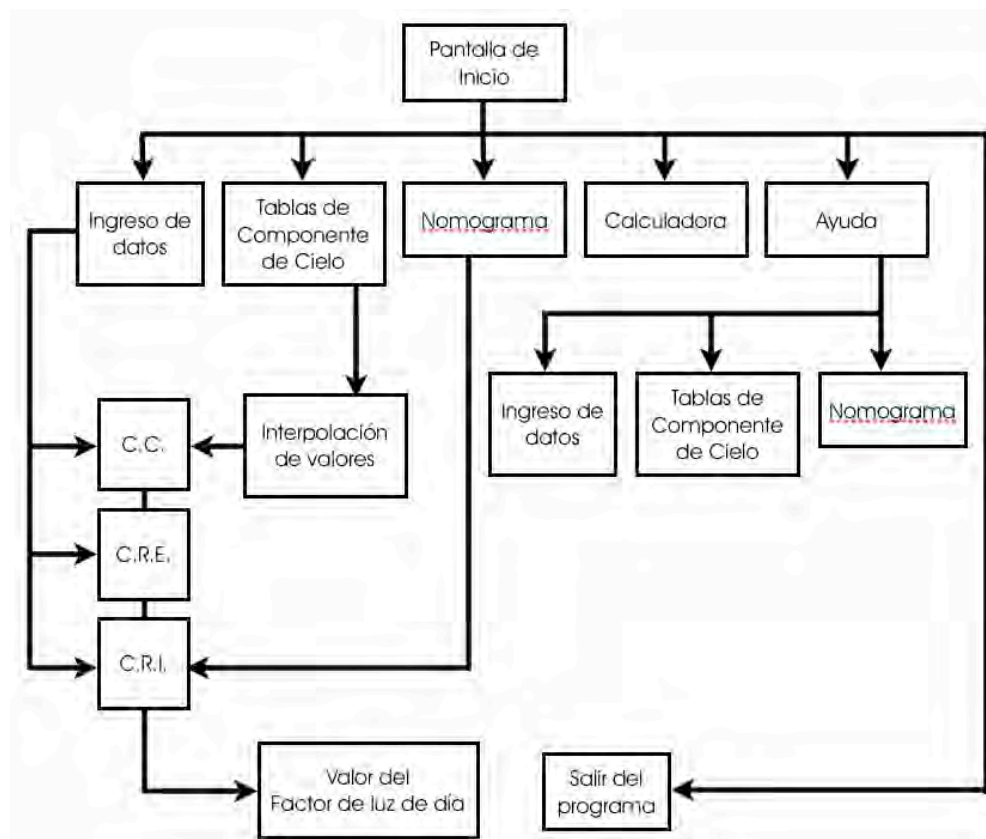 Pantalla de
Inicio
Ingreso de
datos
Tablas de
Componente
de Cielo
Nomograma
Calculadora
Ayuda
Ingreso de
datos
Tablas de
Componente
de Cielo
Nomograma
C.C.
Interpolación
de valores
C.R.E.
C.R.I.
Valor del
Factor de luz de día
Salir del
programa